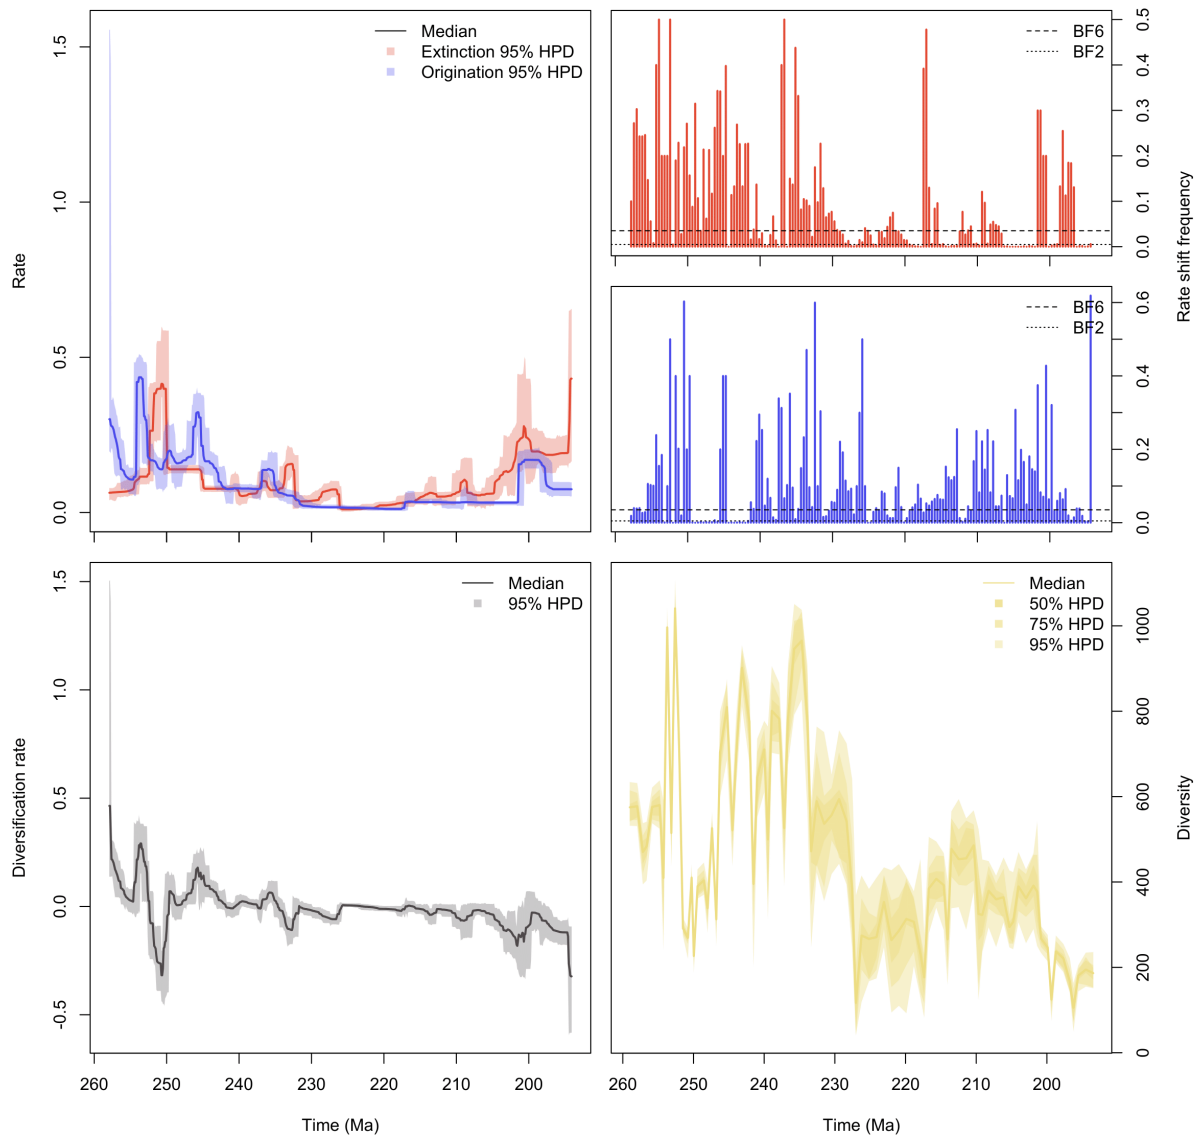 Median
Extinction 95% HPD
Origination 95% HPD
Rate
0.0
0.5
1.0
1.5
BF6
BF2
0.0
0.1
0.2
0.3
0.4
0.5
BF6
BF2
0.0
0.2
0.4
0.6
Rate shift frequency
Median
95% HPD
Diversification rate
-0.5
0.0
0.5
1.0
1.5
260 250 240 230 220 210 200
Time (Ma)
Median
50% HPD
75% HPD
95% HPD
0
200
400
600
800
1000
Diversity
260 250 240 230 220 210 200
Time (Ma)